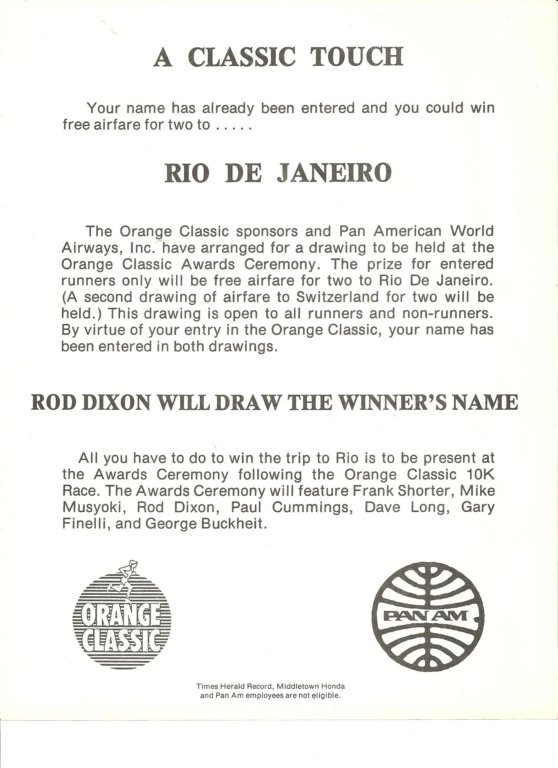 A CLASSIC TOUCH
Your name has already been entered and you could win
free airfare for two to .....
RIO DE JANEIRO
The Orange Classic sponsors and Pan American World
Airways, Inc. have arranged for a drawing to be held at the
Orange Classic Awards Ceremony. The prize for entered
runners only will be free airfare for two to Rio De Janeiro.
(A second drawing of airfare to Switzerland for two will be
held.) This drawing is open to all runners and non-runners.
By virtue of your entry in the Orange Classic, your name has
been entered in both drawings.
ROD DIXON WILL DRAW THE WINNER'S NAME
All you have to do to win the trip to Rio is to be present at
the Awards Ceremony following the Orange Classic 10K
Race. The Awards Ceremony will feature Frank Shorter, Mike
Musyoki, Rod Dixon, Paul Cummings, Dave Long, Gary
Finelli, and George Buckheit.
ORANGE
CLASSIC
PAN AM
Times Herald Record, Middletown Honda
and Pan Am employees are not eligible.